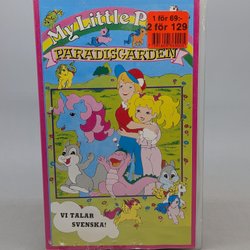 My Little P
1 för 69:-
2 för 129
PARADISGÅRDEN
VI TALAR
SVENSKA!